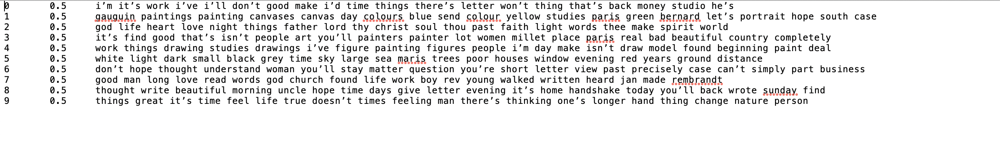 0 0.5 i’m it’s work i’ve i’ll don’t good make i’d time things there’s letter won’t thing that’s back money studio he’s
1 0.5 gauguin paintings painting canvases canvas day colours blue send colour yellow studies paris green bernard let’s portrait hope south case
2 0.5 god life heart love night things father lord thy christ soul thou past faith light words thee make spirit world
3 0.5 it’s find good that’s isn’t people art you’ll painters painter lot women millet place paris real bad beautiful country completely
4 0.5 work things drawing studies drawings i’ve figure painting figures people i’m day make isn’t draw model found beginning paint deal
5 0.5 white light dark small black grey time sky large sea maris trees poor houses window evening red years ground distance
6 0.5 don’t hope thought understand woman you’ll stay matter question you’re short letter view past precisely case can’t simply part business
7 0.5 good man long love read words god church found life work boy rev young walked written heard jan made rembrandt
8 0.5 thought write beautiful morning uncle hope time days give letter evening it’s home handshake today you’ll back wrote sunday find
9 0.5 things great it’s time feel life true doesn’t times feeling man there’s thinking one’s longer hand thing change nature person